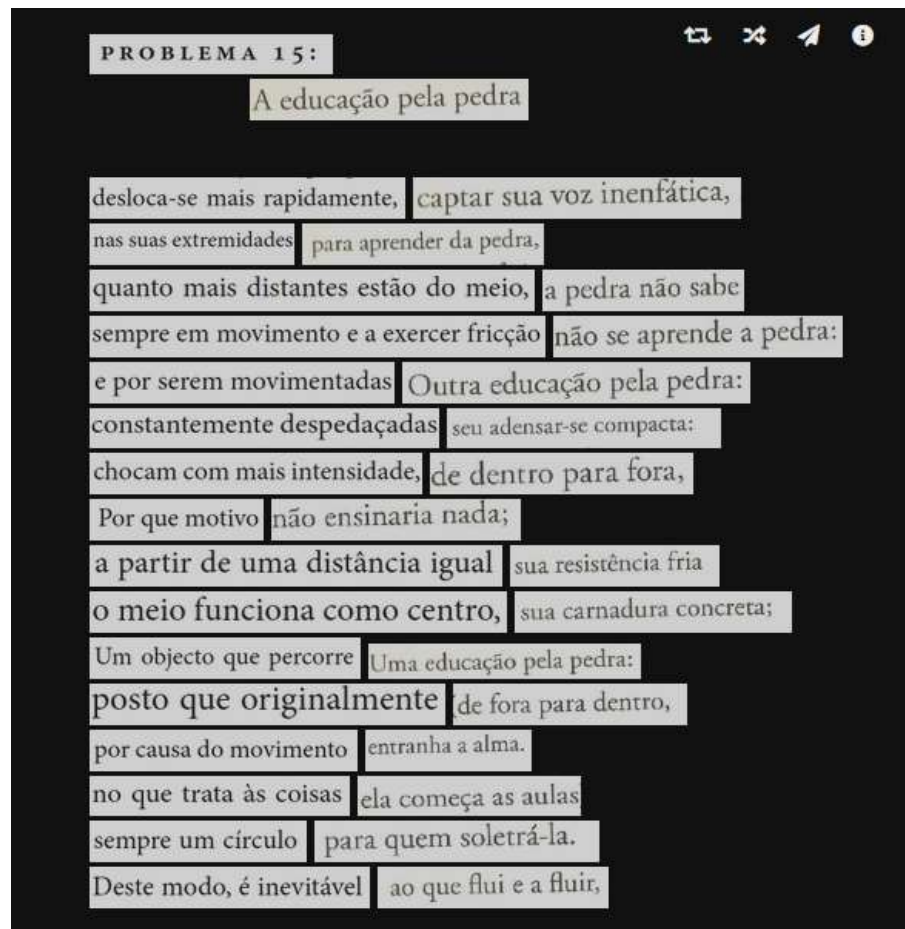 PROBLEMA 15:
A educação pela pedra
desloca-se mais rapidamente, captar sua voz inenfática,
nas suas extremidades para aprender da pedra,
quanto mais distantes estão do meio, a pedra não sabe
sempre em movimento e a exercer fricção não se aprende a pedra:
e por serem movimentadas Outra educação pela pedra:
constantemente despedaçadas seu adensar-se compacta:
chocam com mais intensidade, de dentro para fora,
Por que motivo não ensinaria nada;
a partir de uma distância igual sua resistência fria
o meio funciona como centro, sua carnadura concreta;
Um objecto que percorre Uma educação pela pedra:
posto que originalmente (de fora para dentro,
por causa do movimento entranha a alma.
no que trata às coisas ela começa as aulas
sempre um círculo para quem soletrá-la.
Deste modo, é inevitável ao que flui e a fluir,